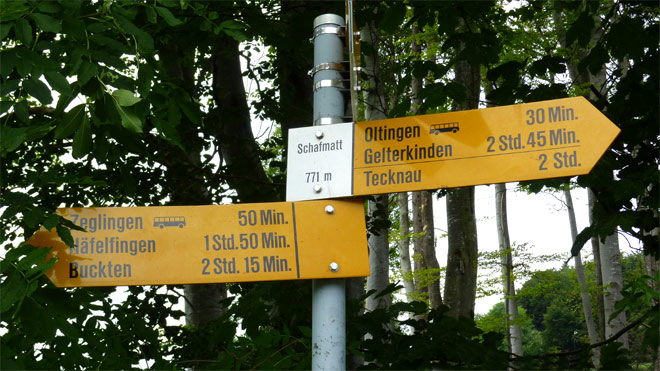 Schafmatt
771 m
Oltingen 30 Min.
Gelterkinden 2 Std. 45 Min.
Tecknau 2 Std.
Zeglingen 50 Min.
Häfelfingen 1 Std. 50 Min.
Buckten 2 Std. 15 Min.